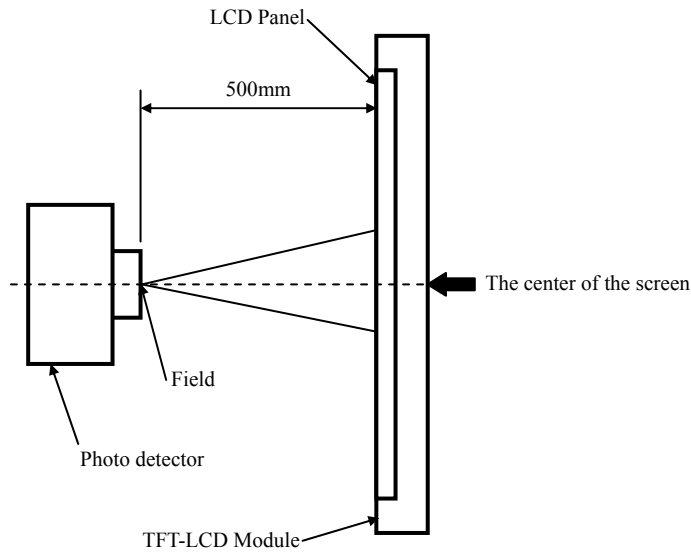 LCD Panel
500mm
The center of the screen
Field
Photo detector
TFT-LCD Module